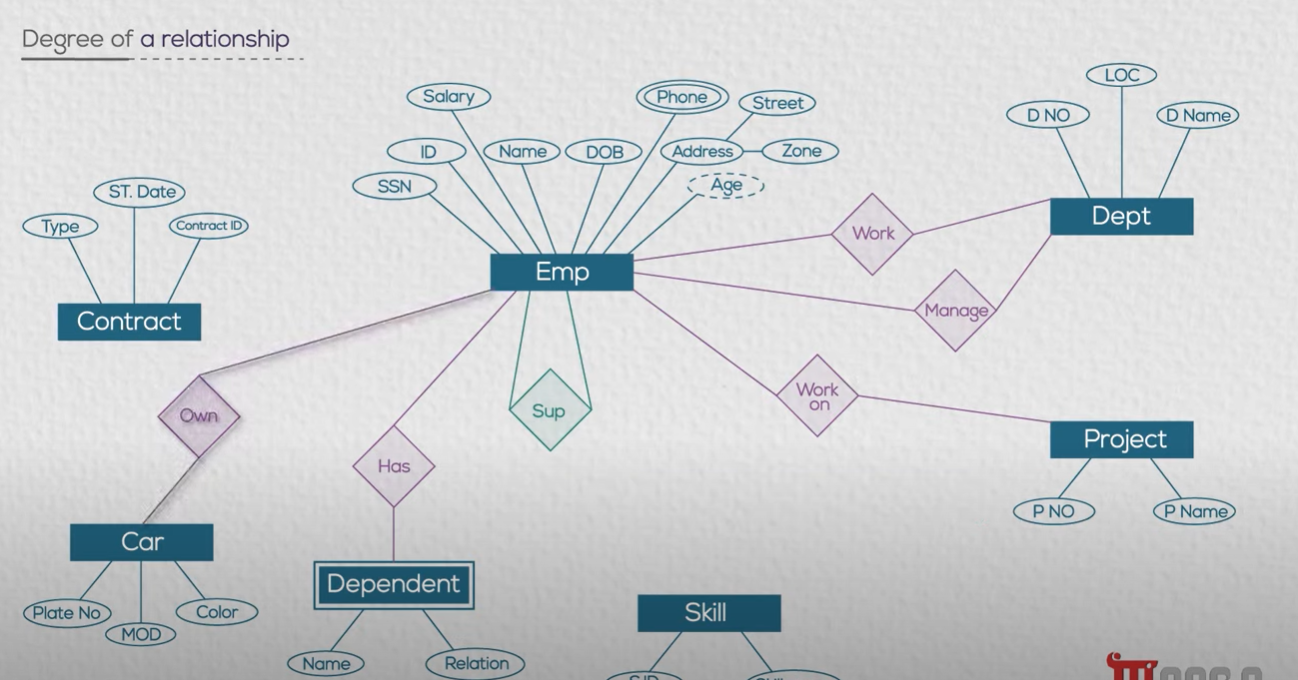 Degree of a relationship
LOC
Salary
Phone
Street
D NO
D Name
ID
Name
DOB
Address
Zone
SSN
Age
ST. Date
Type
Contract ID
Dept
Work
Emp
Manage
Contract
Work
on
Own
Sup
Project
Has
P NO
P Name
Car
Dependent
Plate No
MOD
Color
Skill
Name
Relation